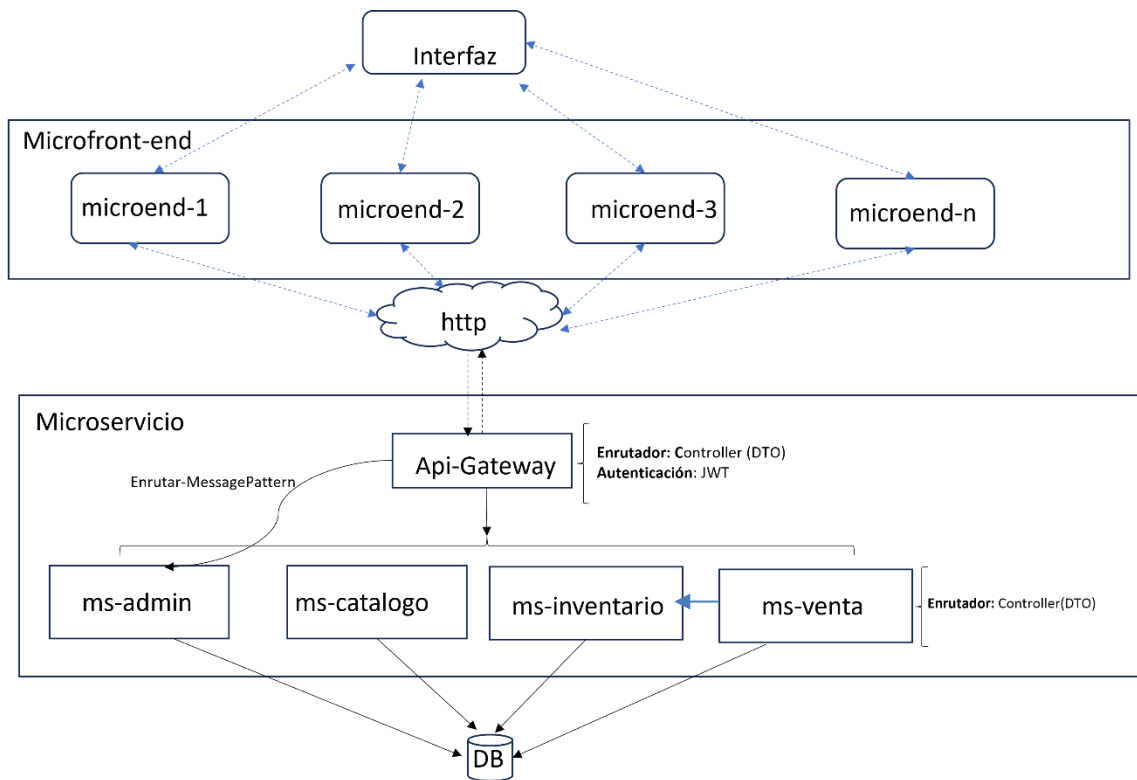 Interfaz
Microfront-end
microend-1
microend-2
microend-3
microend-n
http
Microservicio
Api-Gateway
Enrutador: Controller (DTO)
Autenticación: JWT
Enrutar-MessagePattern
ms-admin
ms-catalogo
ms-inventario
ms-venta
Enrutador: Controller(DTO)
DB